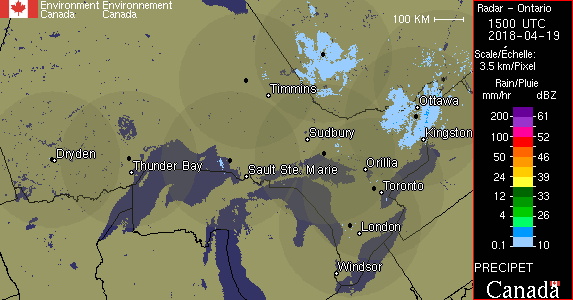 Environment Environnement
Canada Canada
100 KM
Timmins
Ottawa
Sudbury
Kingston
Dryden
Thunder Bay
Sault Ste. Marie
Orillia
Toronto
London
Windsor
Radar - Ontario
1500 UTC
2018-04-19
Scale/Échelle:
3.5 km/Pixel
Rain/Pluie
mm/hr dBZ
200 61
100 52
50 46
24 39
12 33
4 26
0.1 10
PRECIPET
Canada